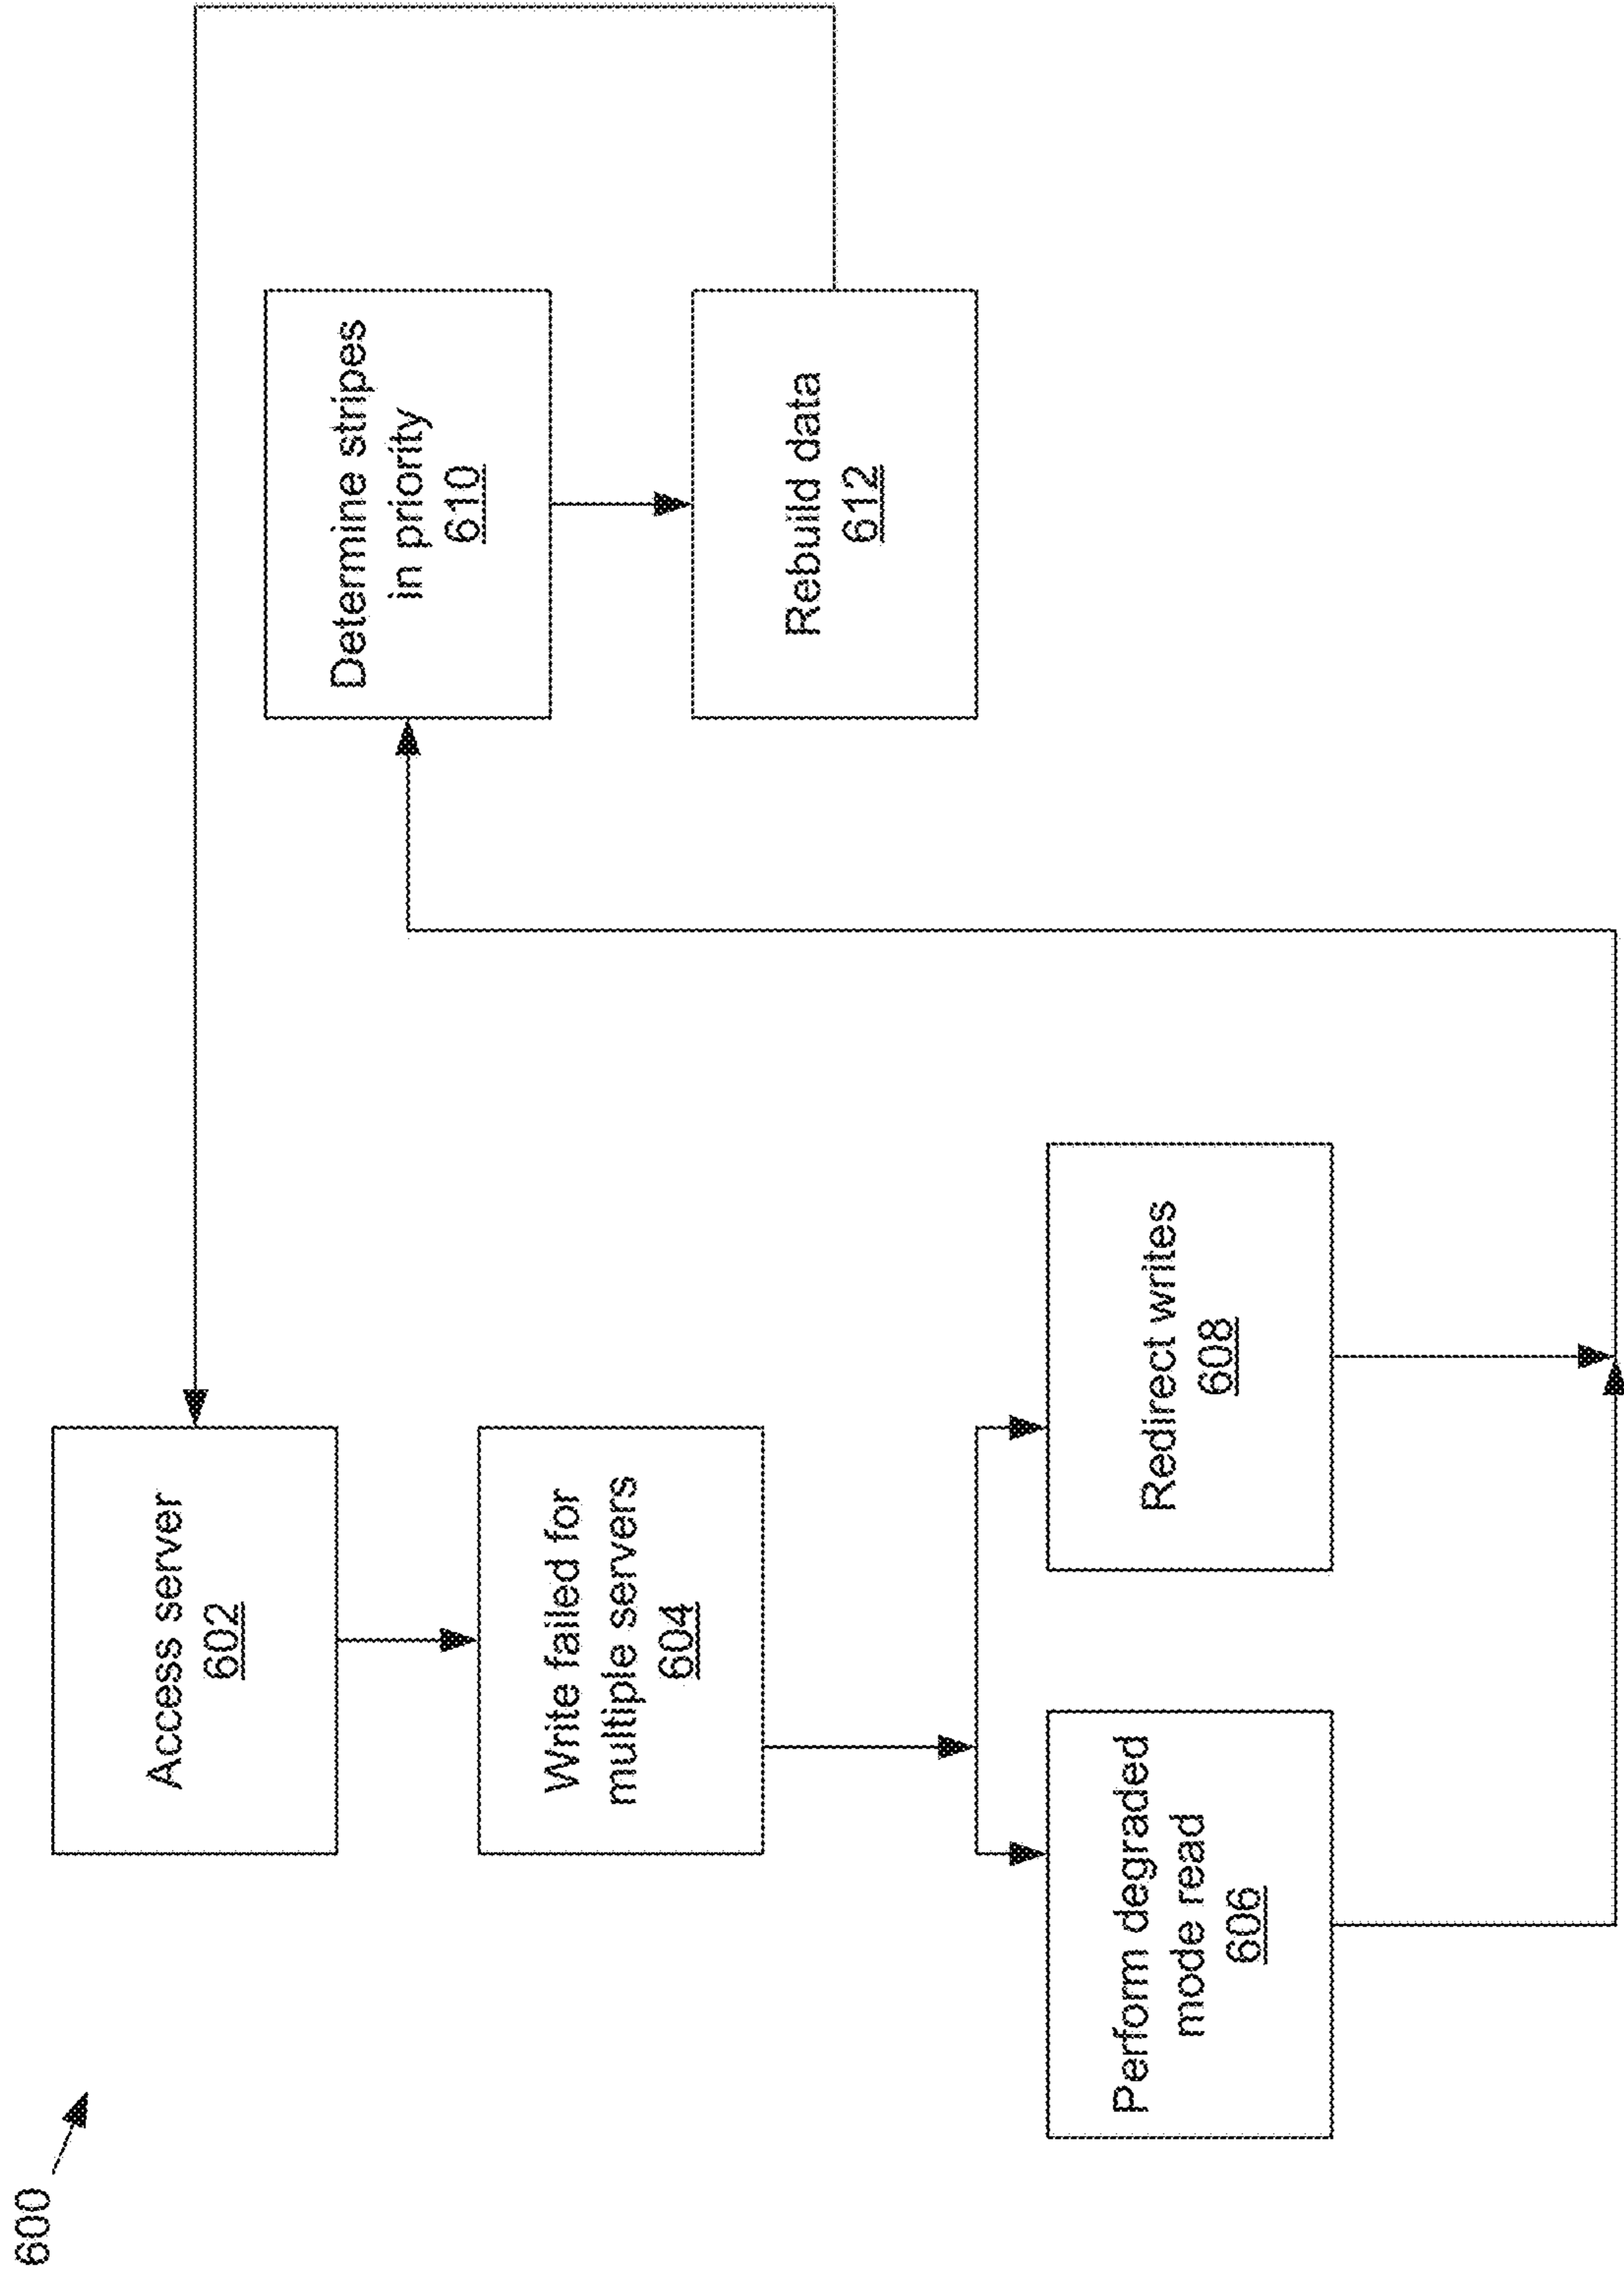 600
Access server
602
Write failed for
multiple servers
604
Perform degraded
mode read
606
Redirect writes
608
Determine stripes
in priority
610
Rebuild data
612